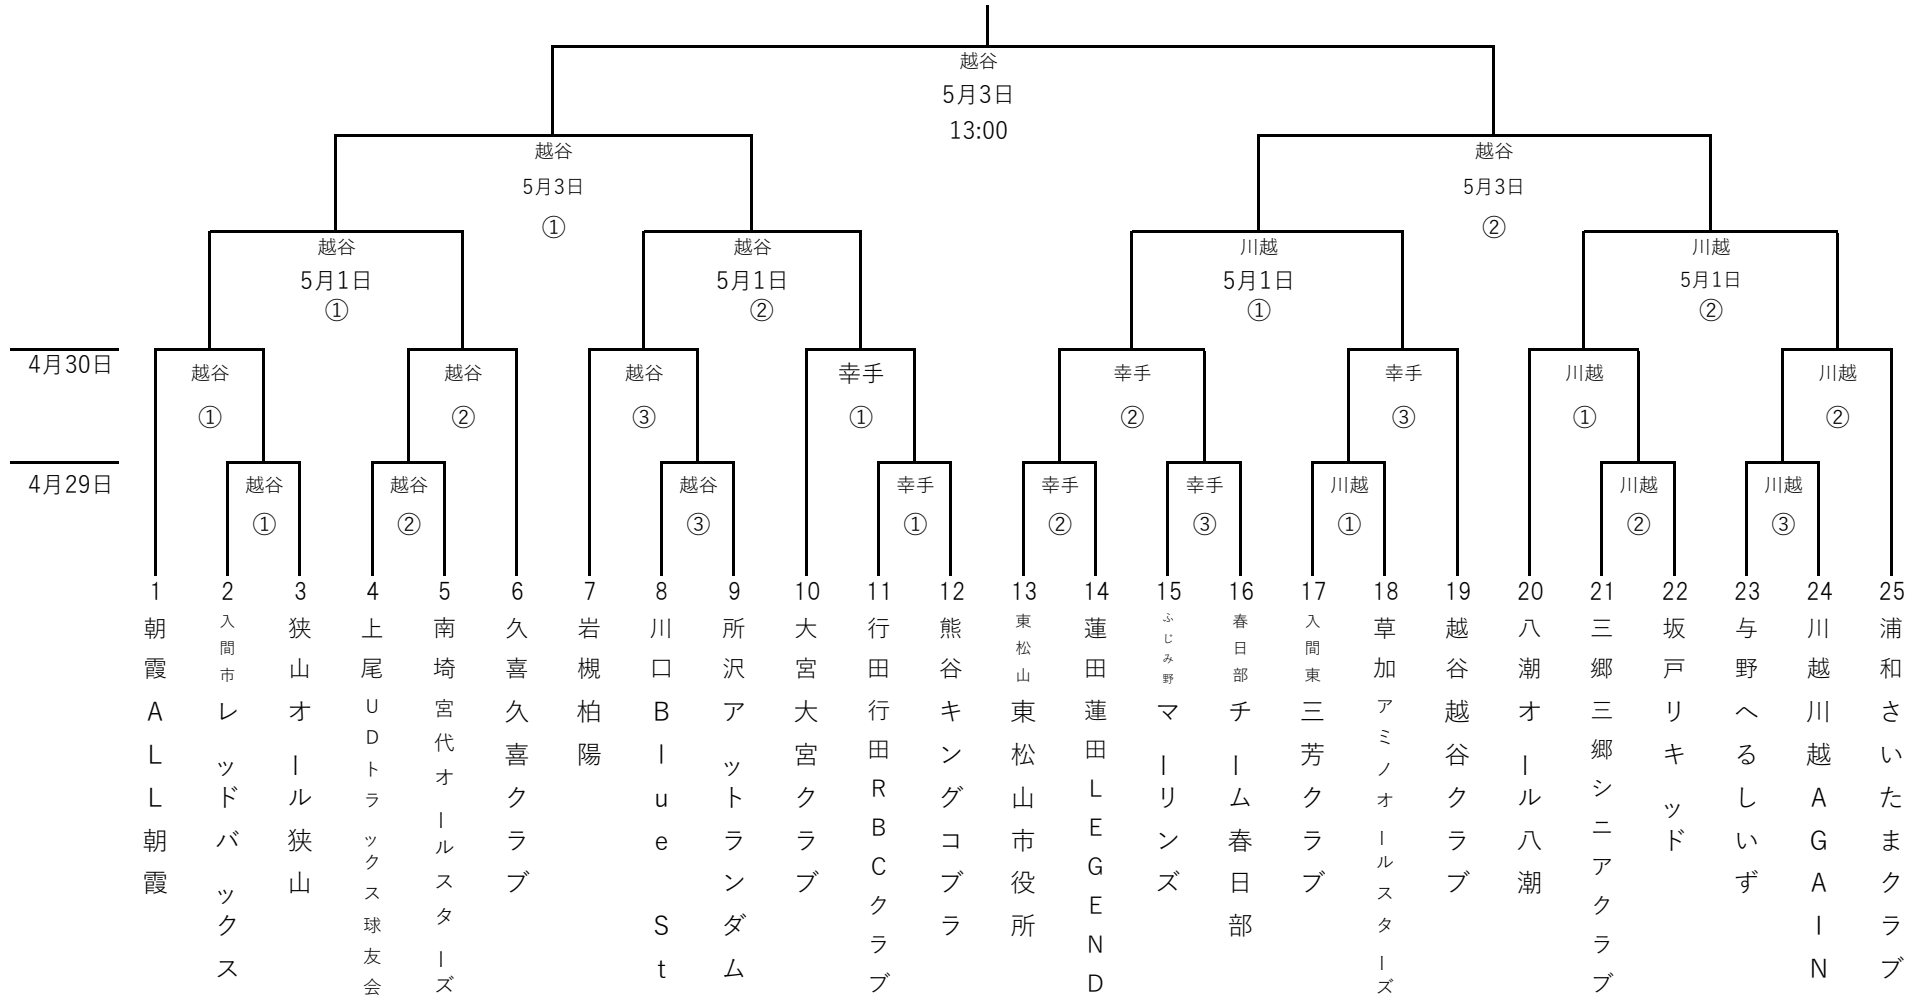 越谷
5月3日
13:00
越谷
5月3日
①
越谷
5月3日
②
越谷
5月1日
①
越谷
5月1日
②
川越
5月1日
①
川越
5月1日
②
4月30日
越谷
①
越谷
②
越谷
③
幸手
①
幸手
②
幸手
③
川越
①
川越
②
4月29日
越谷
①
越谷
②
越谷
③
幸手
①
幸手
②
幸手
③
川越
①
川越
②
川越
③
1
朝霞ALL朝霞
2
入間市レッドバックス
3
狭山オール狭山
4
上尾UDトラックス球友会
5
南埼宮代オールスターズ
6
久喜久喜クラブ
7
岩槻柏陽
8
川口Blue St
9
所沢アットランダム
10
大宮大宮クラブ
11
行田行田RBCクラブ
12
熊谷キングコブラ
13
東松山東松山市役所
14
蓮田蓮田LEGEND
15
ふじみ野マーリンズ
16
春日部チーム春日部
17
入間東三芳クラブ
18
草加アミノオールスターズ
19
越谷越谷クラブ
20
八潮オール八潮
21
三郷三郷シニアクラブ
22
坂戸リキッド
23
与野へるしいず
24
川越川越AGAIN
25
浦和さいたまクラブ